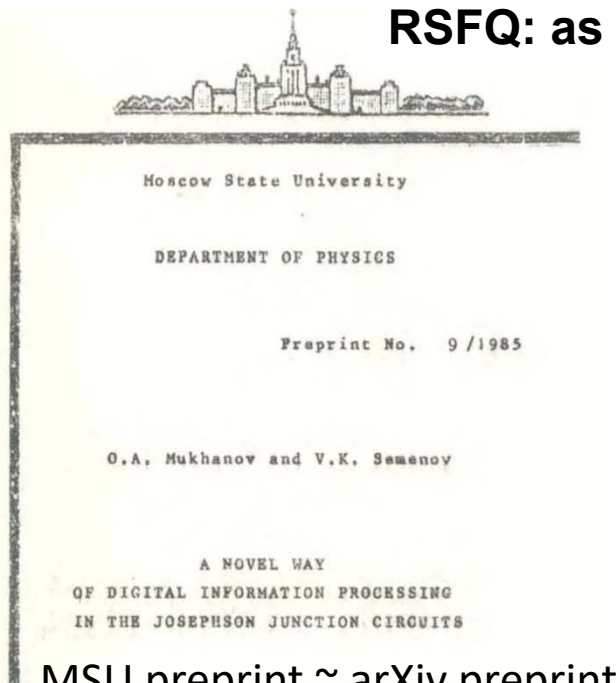 RSFQ: as
Moscow State University
DEPARTMENT OF PHYSICS
Preprint No. 9/1985
O.A. Mukhanov and V.K. Semenov
A NOVEL WAY
OF DIGITAL INFORMATION PROCESSING
IN THE JOSEPHSON JUNCTION CIRCUITS
MSU preprint ~ arXiv preprint